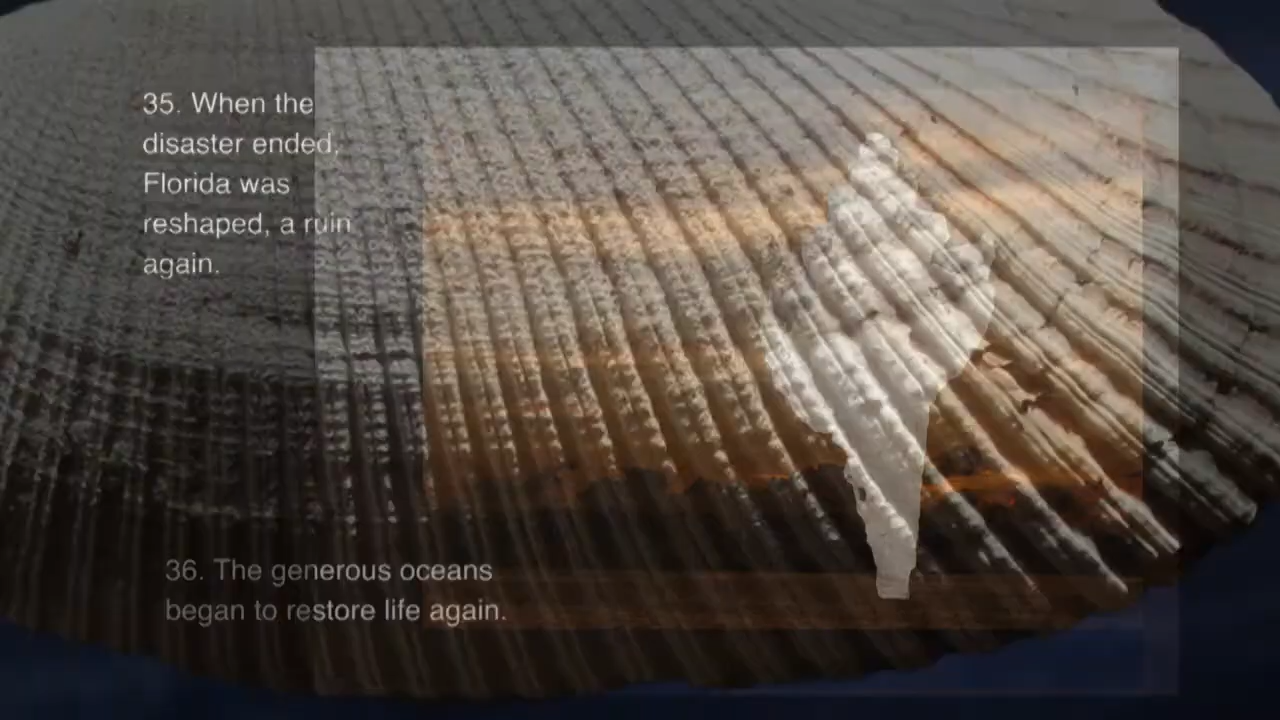 35. When the
disaster ended,
Florida was
reshaped, a ruin
again.
36. The generous oceans
began to restore life again.